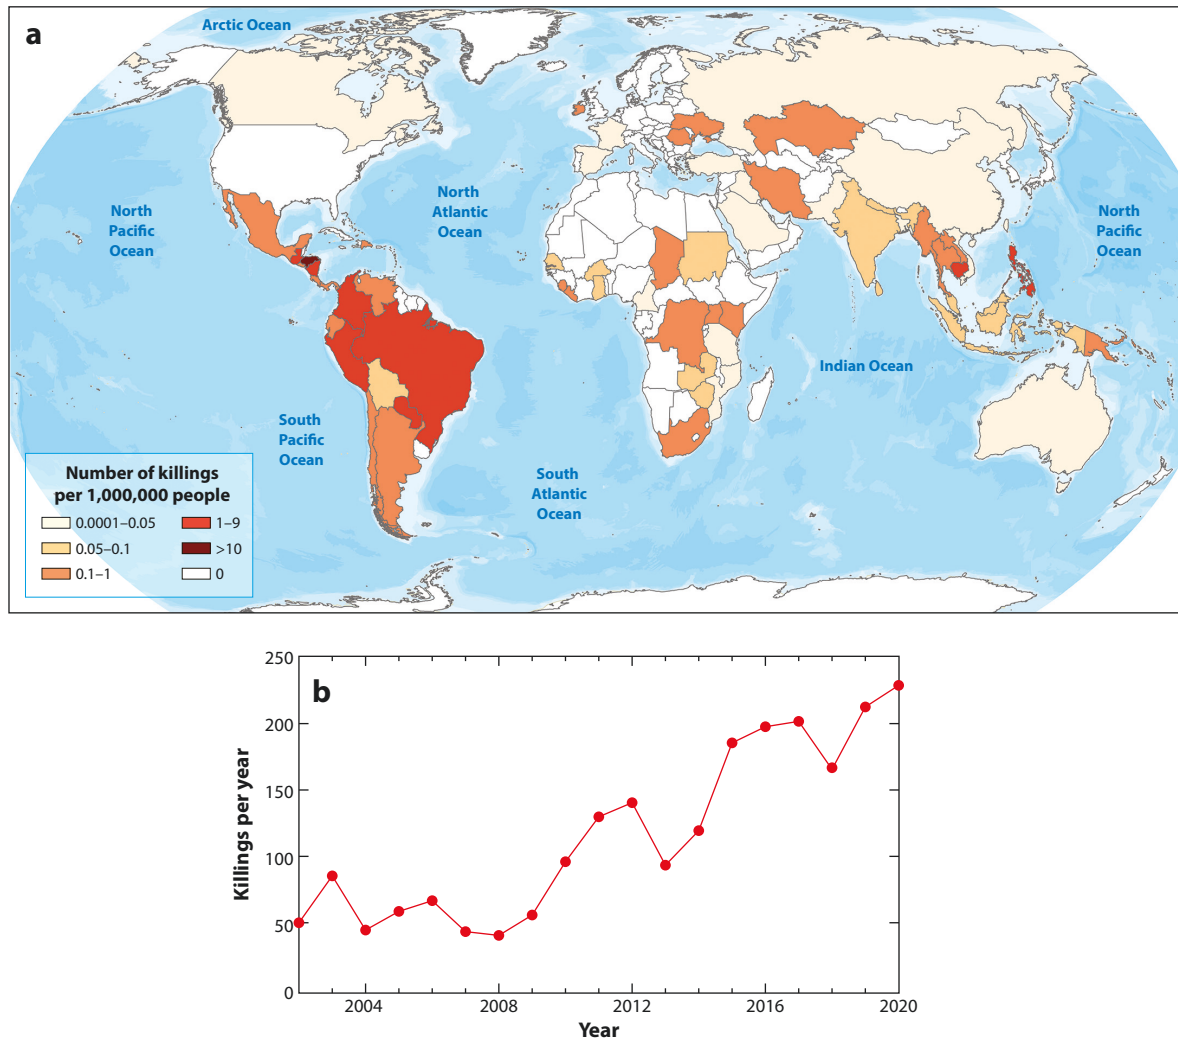 a
Arctic Ocean
North
Pacific
Ocean
North
Atlantic
Ocean
North
Pacific
Ocean
Indian Ocean
South
Pacific
Ocean
South
Atlantic
Ocean
Number of killings
per 1,000,000 people
0.0001–0.05
0.05–0.1
0.1–1
1–9
>10
0
b
250
200
150
100
50
0
Killings per year
2004
2008
2012
2016
2020
Year